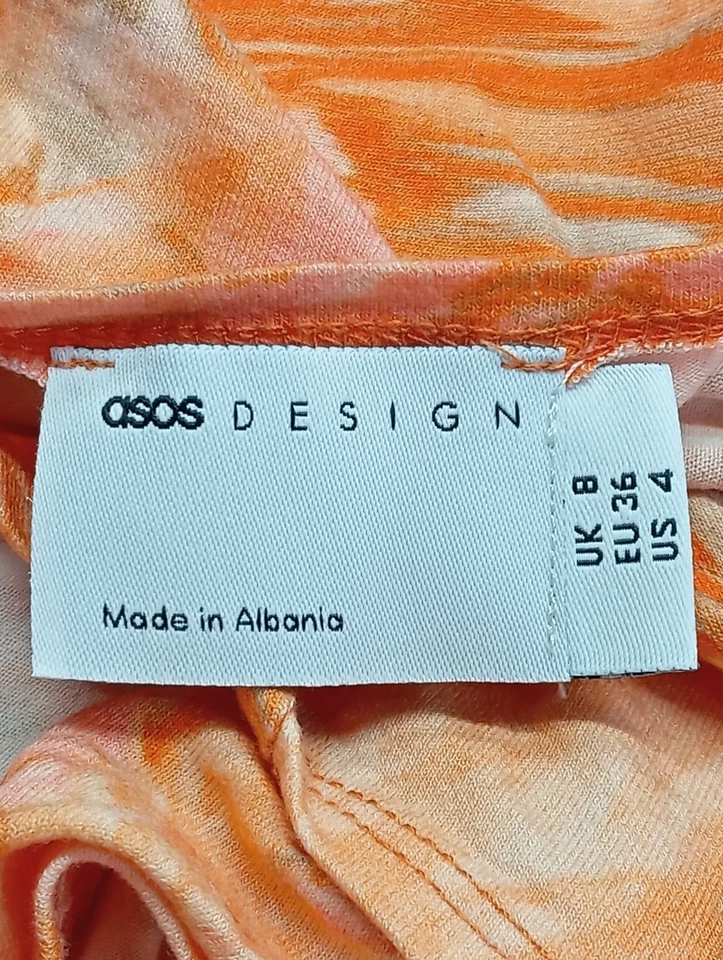 asos DESIGN
Made in Albania
UK 8
EU 36
US 4